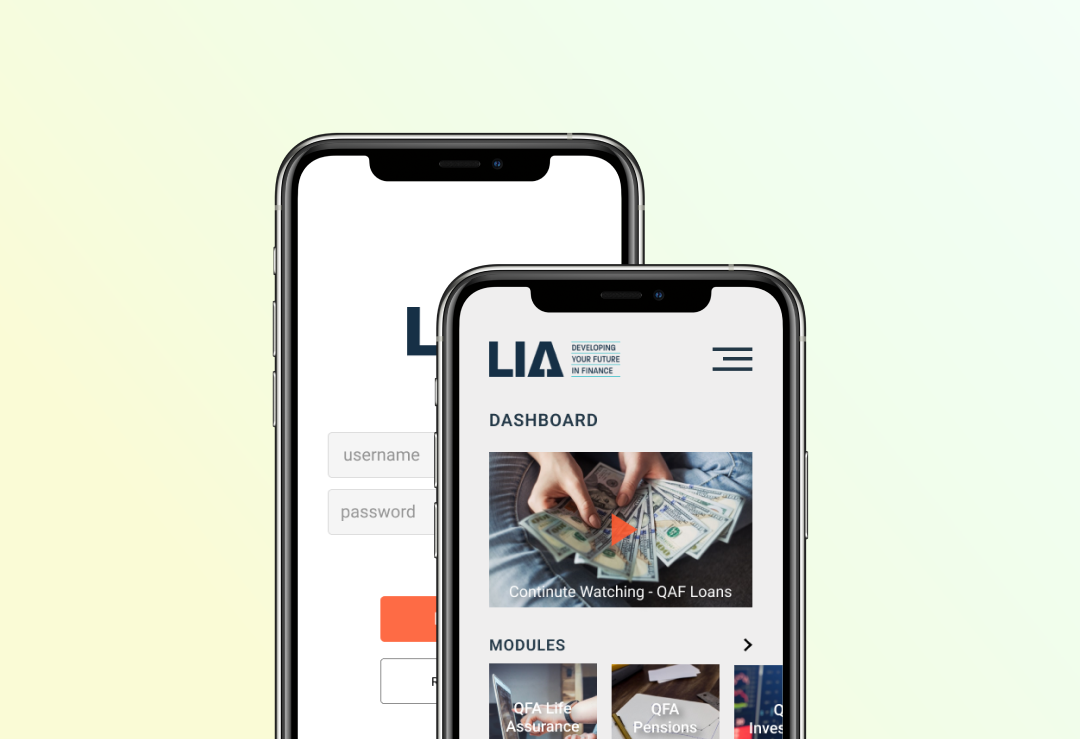 L
username
password
R
LIA
DEVELOPING
YOUR FUTURE
IN FINANCE
DASHBOARD
Continute Watching - QAF Loans
MODULES
QFA Life
Assurance
QFA
Pensions
Q
Inves